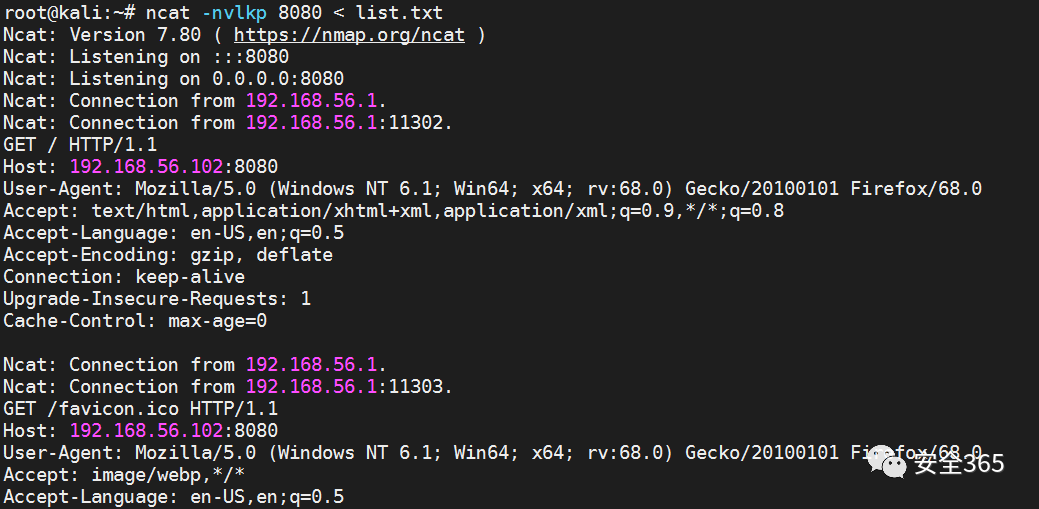 root@kali:~# ncat -nvlkp 8080 < list.txt
Ncat: Version 7.80 ( https://nmap.org/ncat )
Ncat: Listening on :::8080
Ncat: Listening on 0.0.0.0:8080
Ncat: Connection from 192.168.56.1.
Ncat: Connection from 192.168.56.1:11302.
GET / HTTP/1.1
Host: 192.168.56.102:8080
User-Agent: Mozilla/5.0 (Windows NT 6.1; Win64; x64; rv:68.0) Gecko/20100101 Firefox/68.0
Accept: text/html,application/xhtml+xml,application/xml;q=0.9,*/*;q=0.8
Accept-Language: en-US,en;q=0.5
Accept-Encoding: gzip, deflate
Connection: keep-alive
Upgrade-Insecure-Requests: 1
Cache-Control: max-age=0
Ncat: Connection from 192.168.56.1.
Ncat: Connection from 192.168.56.1:11303.
GET /favicon.ico HTTP/1.1
Host: 192.168.56.102:8080
User-Agent: Mozilla/5.0 (Windows NT 6.1; Win64; x64; rv:68.0) Gecko/20100101 Firefox/68.0
Accept: image/webp,*/*
安全365
Accept-Language: en-US,en;q=0.5